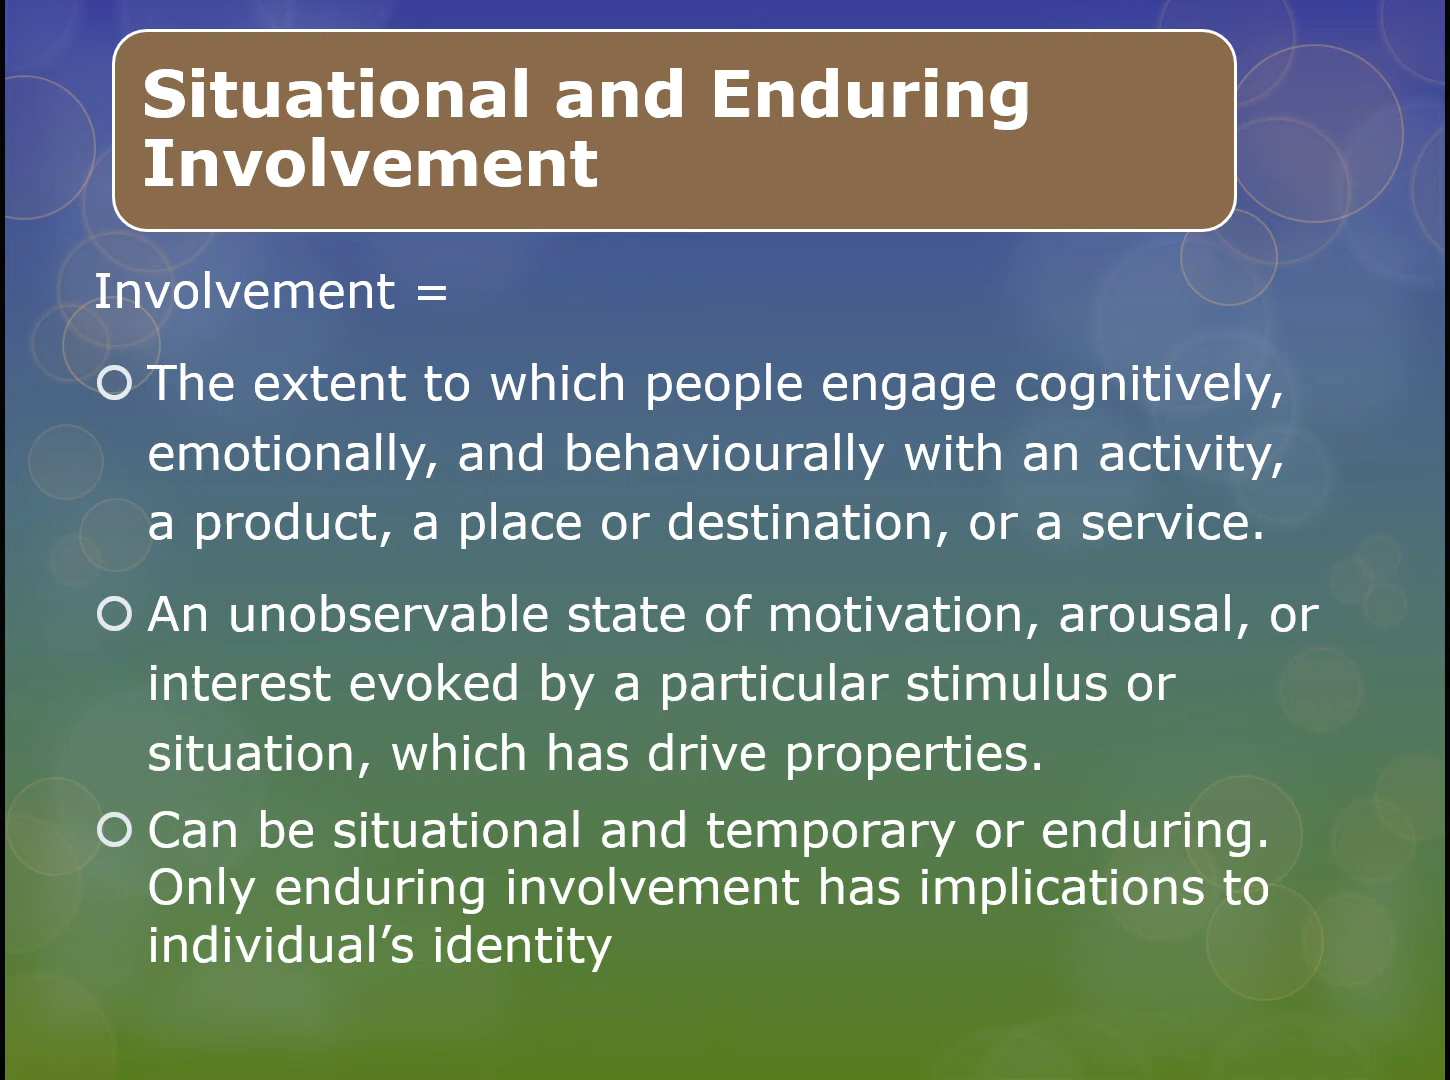 Situational and Enduring
Involvement
Involvement =
The extent to which people engage cognitively,
emotionally, and behaviourally with an activity,
a product, a place or destination, or a service.
An unobservable state of motivation, arousal, or
interest evoked by a particular stimulus or
situation, which has drive properties.
Can be situational and temporary or enduring.
Only enduring involvement has implications to
individual’s identity